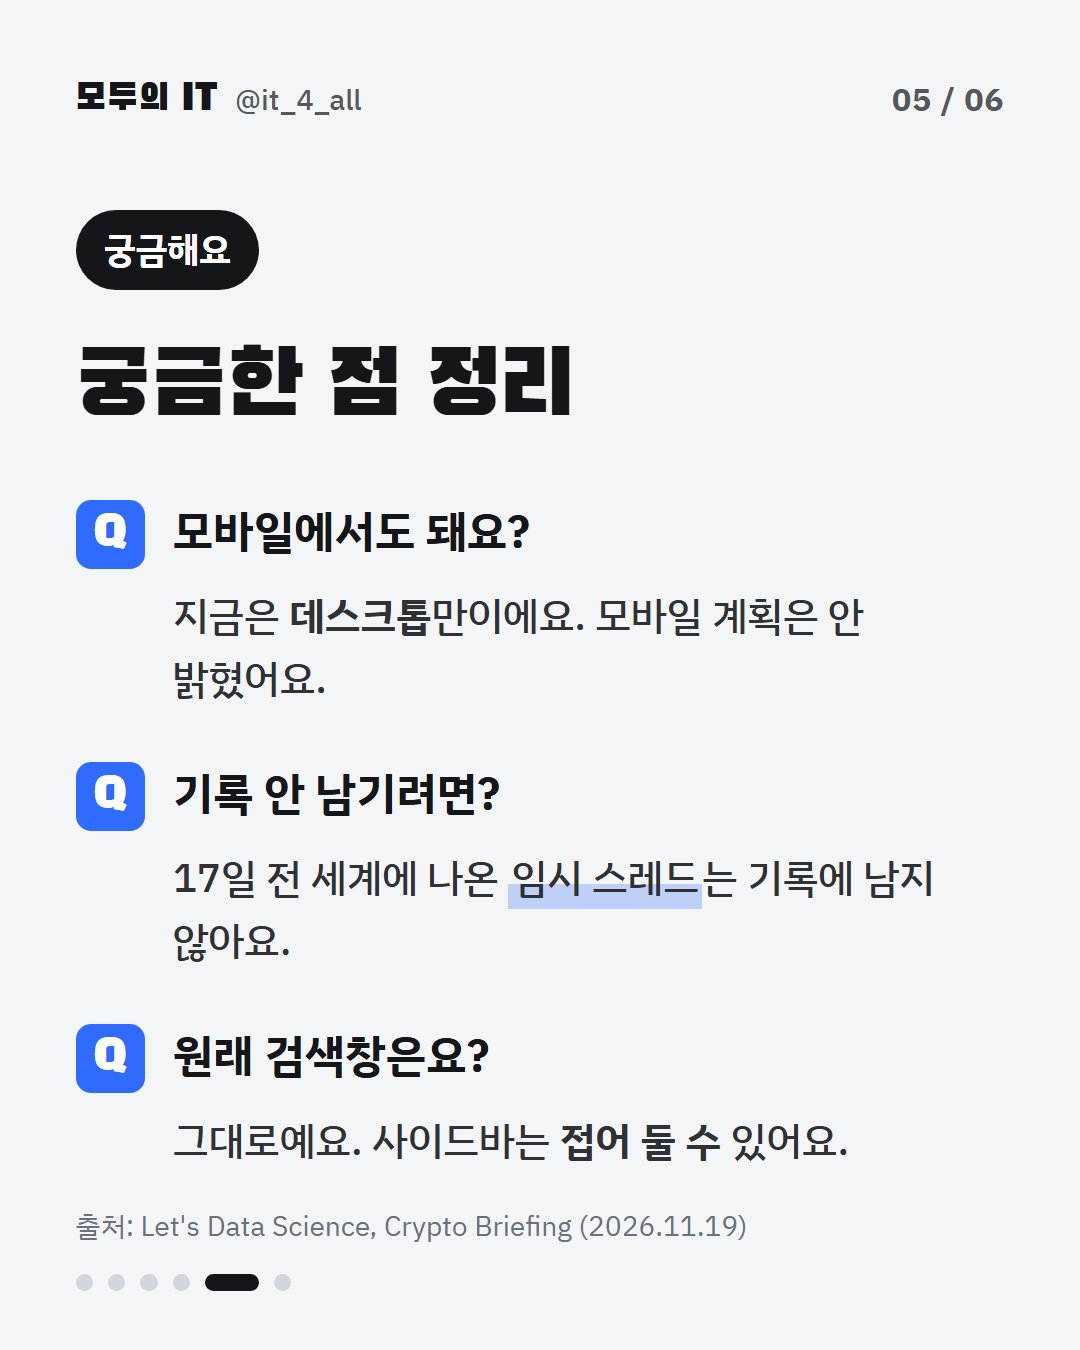 모두의 IT @it_4_all 05 / 06
궁금해요
궁금한 점 정리
Q 모바일에서도 돼요?
지금은 데스크톱만이에요. 모바일 계획은 안
밝혔어요.
Q 기록 안 남기려면?
17일 전 세계에 나온 임시 스레드는 기록에 남지
않아요.
Q 원래 검색창은요?
그대로예요. 사이드바는 접어 둘 수 있어요.
출처: Let's Data Science, Crypto Briefing (2026.11.19)